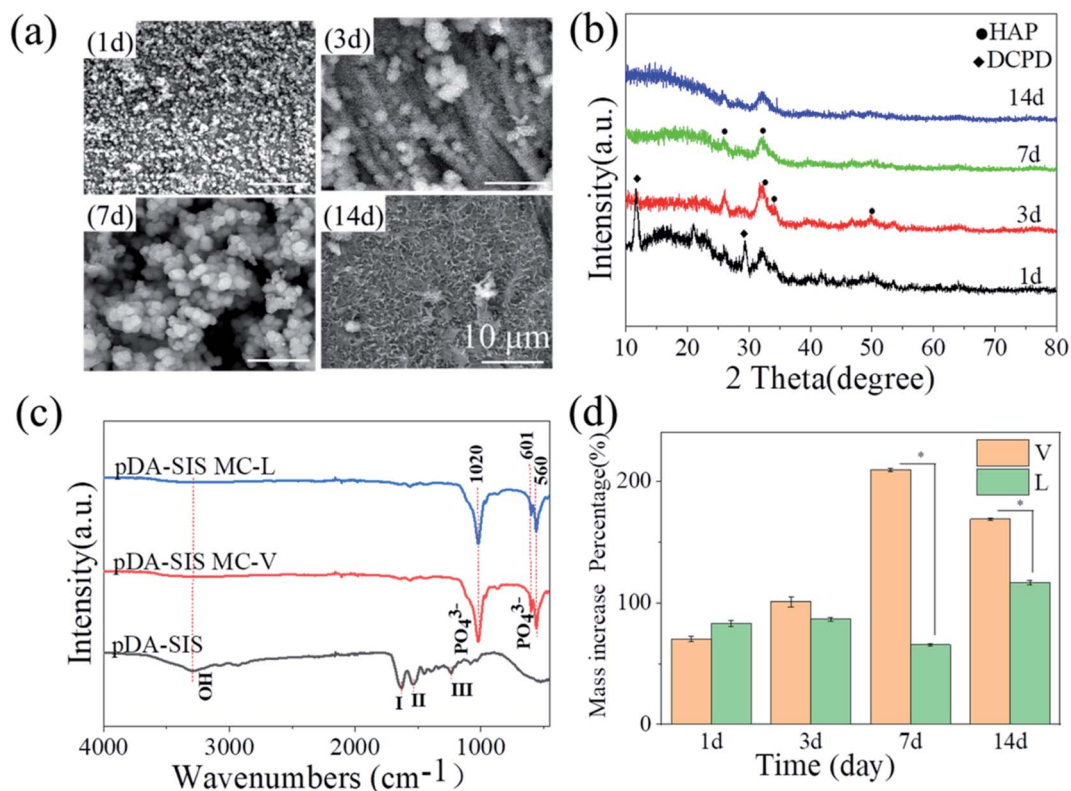 (a)
(1d)
(3d)
(7d)
(14d)
10 μm
(b)
●HAP
◆DCPD
14d
7d
3d
1d
Intensity(a.u.)
10 20 30 40 50 60 70 80
2 Theta(degree)
(c)
pDA-SIS MC-L
pDA-SIS MC-V
pDA-SIS
1020
601
560
PO₄³⁻
PO₄³⁻
OH
I
II
III
Intensity(a.u.)
4000 3000 2000 1000
Wavenumbers (cm⁻¹)
(d)
V
L
*
*
Mass increase Percentage(%)
200
100
0
1d 3d 7d 14d
Time (day)